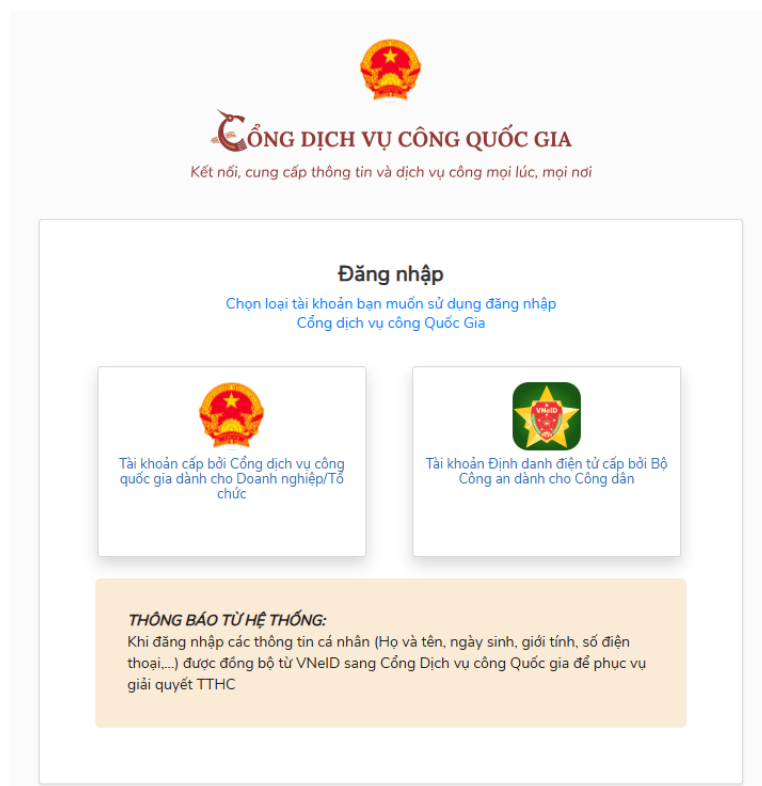 CỔNG DỊCH VỤ CÔNG QUỐC GIA
Kết nối, cung cấp thông tin và dịch vụ công mọi lúc, mọi nơi
Đăng nhập
Chọn loại tài khoản bạn muốn sử dụng đăng nhập
Cổng dịch vụ công Quốc Gia
Tài khoản cấp bởi Cổng dịch vụ công
quốc gia dành cho Doanh nghiệp/Tổ
chức
VNeID
Tài khoản Định danh điện tử cấp bởi Bộ
Công an dành cho Công dân
THÔNG BÁO TỪ HỆ THỐNG:
Khi đăng nhập các thông tin cá nhân (Họ và tên, ngày sinh, giới tính, số điện
thoại,...) được đồng bộ từ VNeID sang Cổng Dịch vụ công Quốc gia để phục vụ
giải quyết TTHC